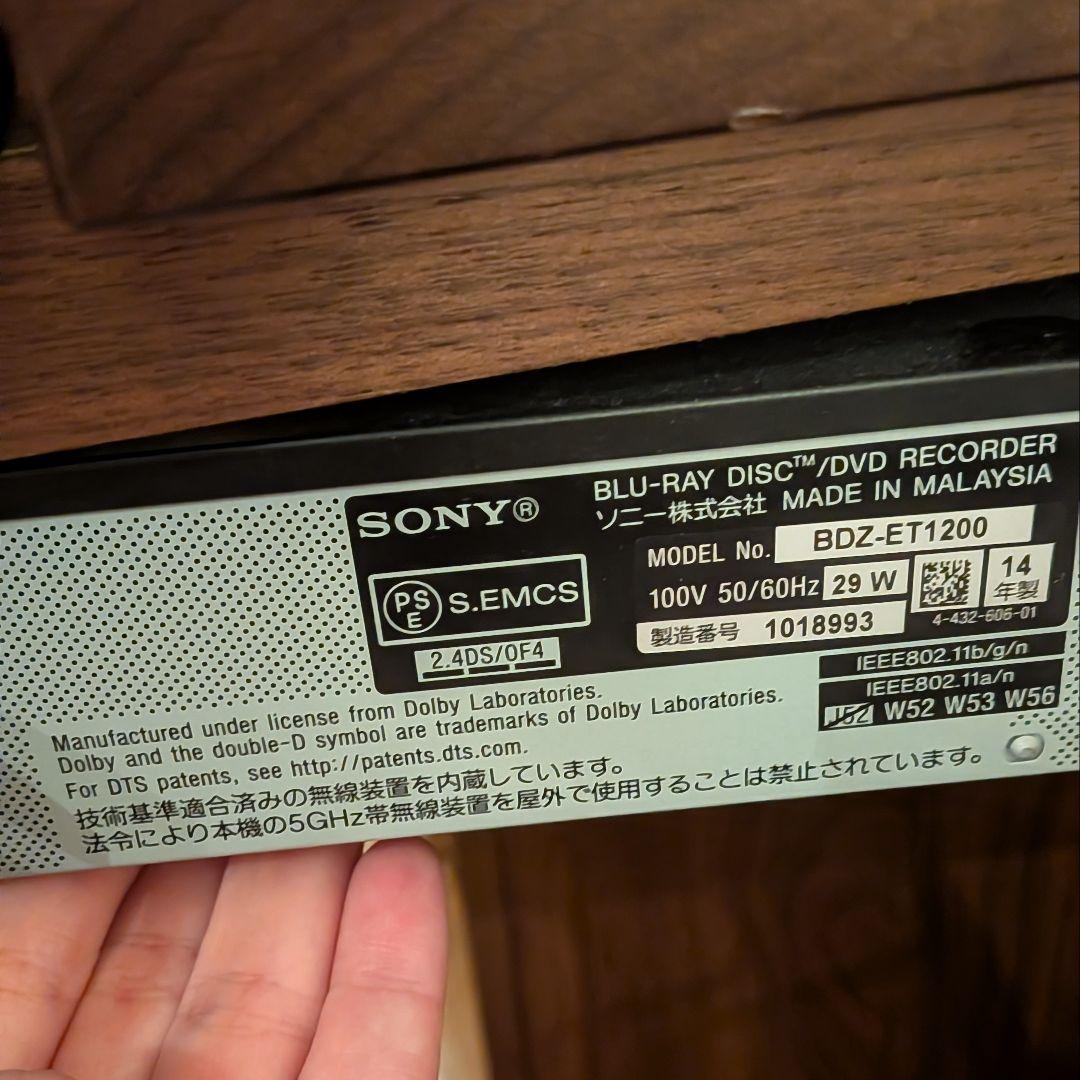 SONY®
BLU-RAY DISC™/DVD RECORDER
ソニー株式会社 MADE IN MALAYSIA
MODEL No. BDZ-ET1200
100V 50/60Hz 29 W
14
年製
4-432-606-01
製造番号 1018993
PS
E
S.EMCS
2.4DS/OF4
IEEE802.11b/g/n
IEEE802.11a/n
J52 W52 W53 W56
Manufactured under license from Dolby Laboratories.
Dolby and the double-D symbol are trademarks of Dolby Laboratories.
For DTS patents, see http://patents.dts.com.
技術基準適合済みの無線装置を内蔵しています。
法令により本機の5GHz帯無線装置を屋外で使用することは禁止されています。